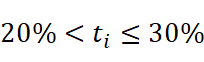 20% < tᵢ ≤ 30%